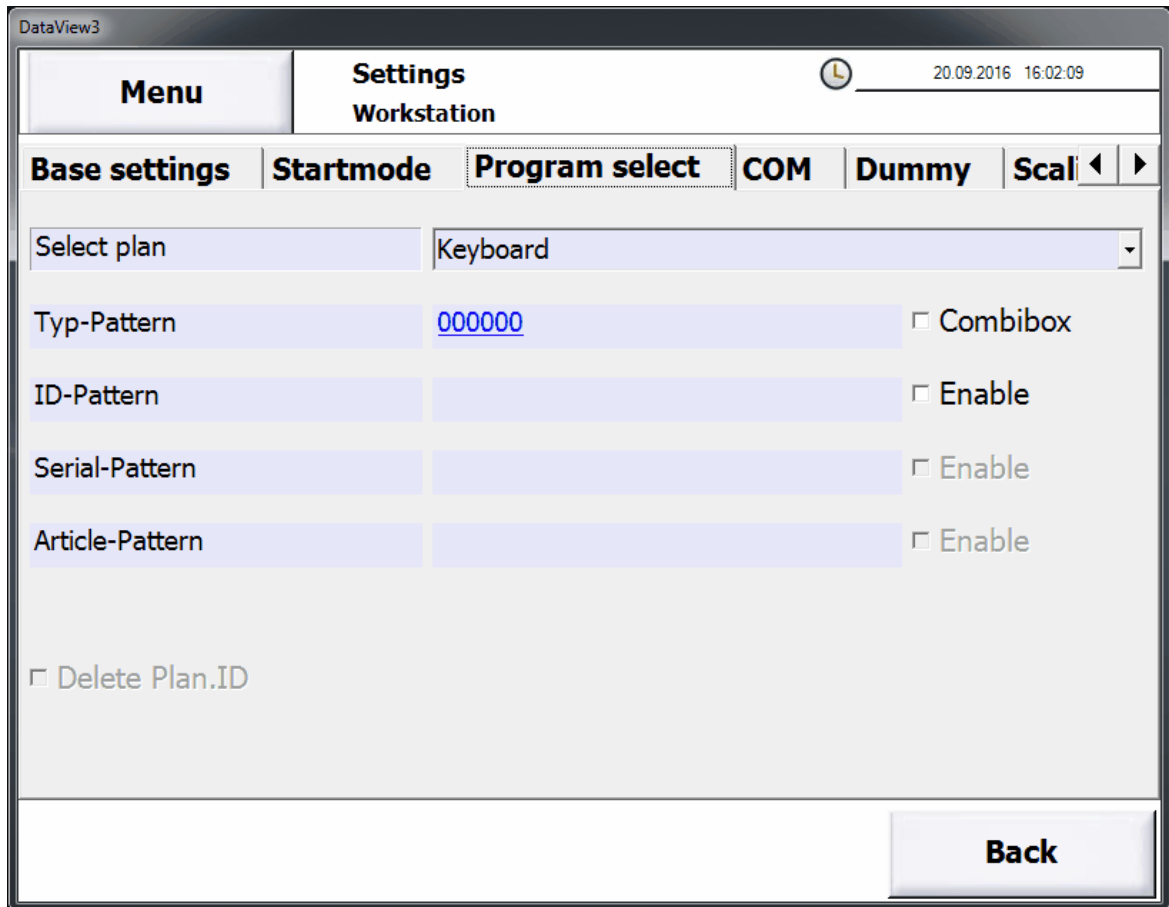 DataView3
Menu
Settings
Workstation
20.09.2016 16:02:09
Base settings Startmode Program select COM Dummy Scali
Select plan Keyboard
Typ-Pattern 000000 Combibox
ID-Pattern Enable
Serial-Pattern Enable
Article-Pattern Enable
Delete Plan.ID
Back